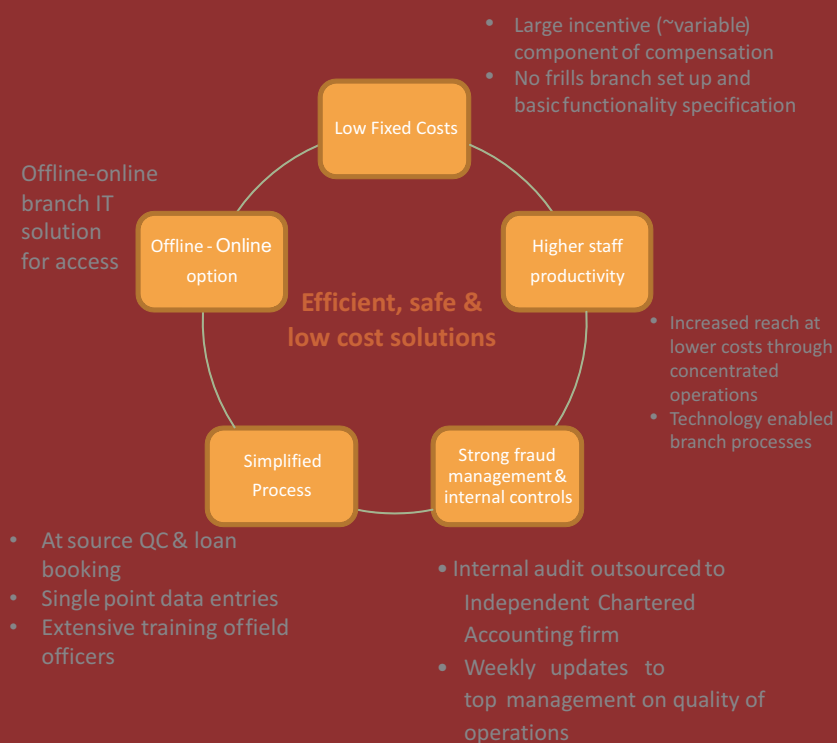 • Large incentive (~variable)
component of compensation
• No frills branch set up and
basic functionality specification
Low Fixed Costs
Offline-online
branch IT
solution
for access
Offline - Online
option
Higher staff
productivity
Efficient, safe &
low cost solutions
• Increased reach at
lower costs through
concentrated
operations
• Technology enabled
branch processes
Simplified
Process
Strong fraud
management &
internal controls
• At source QC & loan
booking
• Single point data entries
• Extensive training of field
officers
• Internal audit outsourced to
Independent Chartered
Accounting firm
• Weekly updates to
top management on quality of
operations